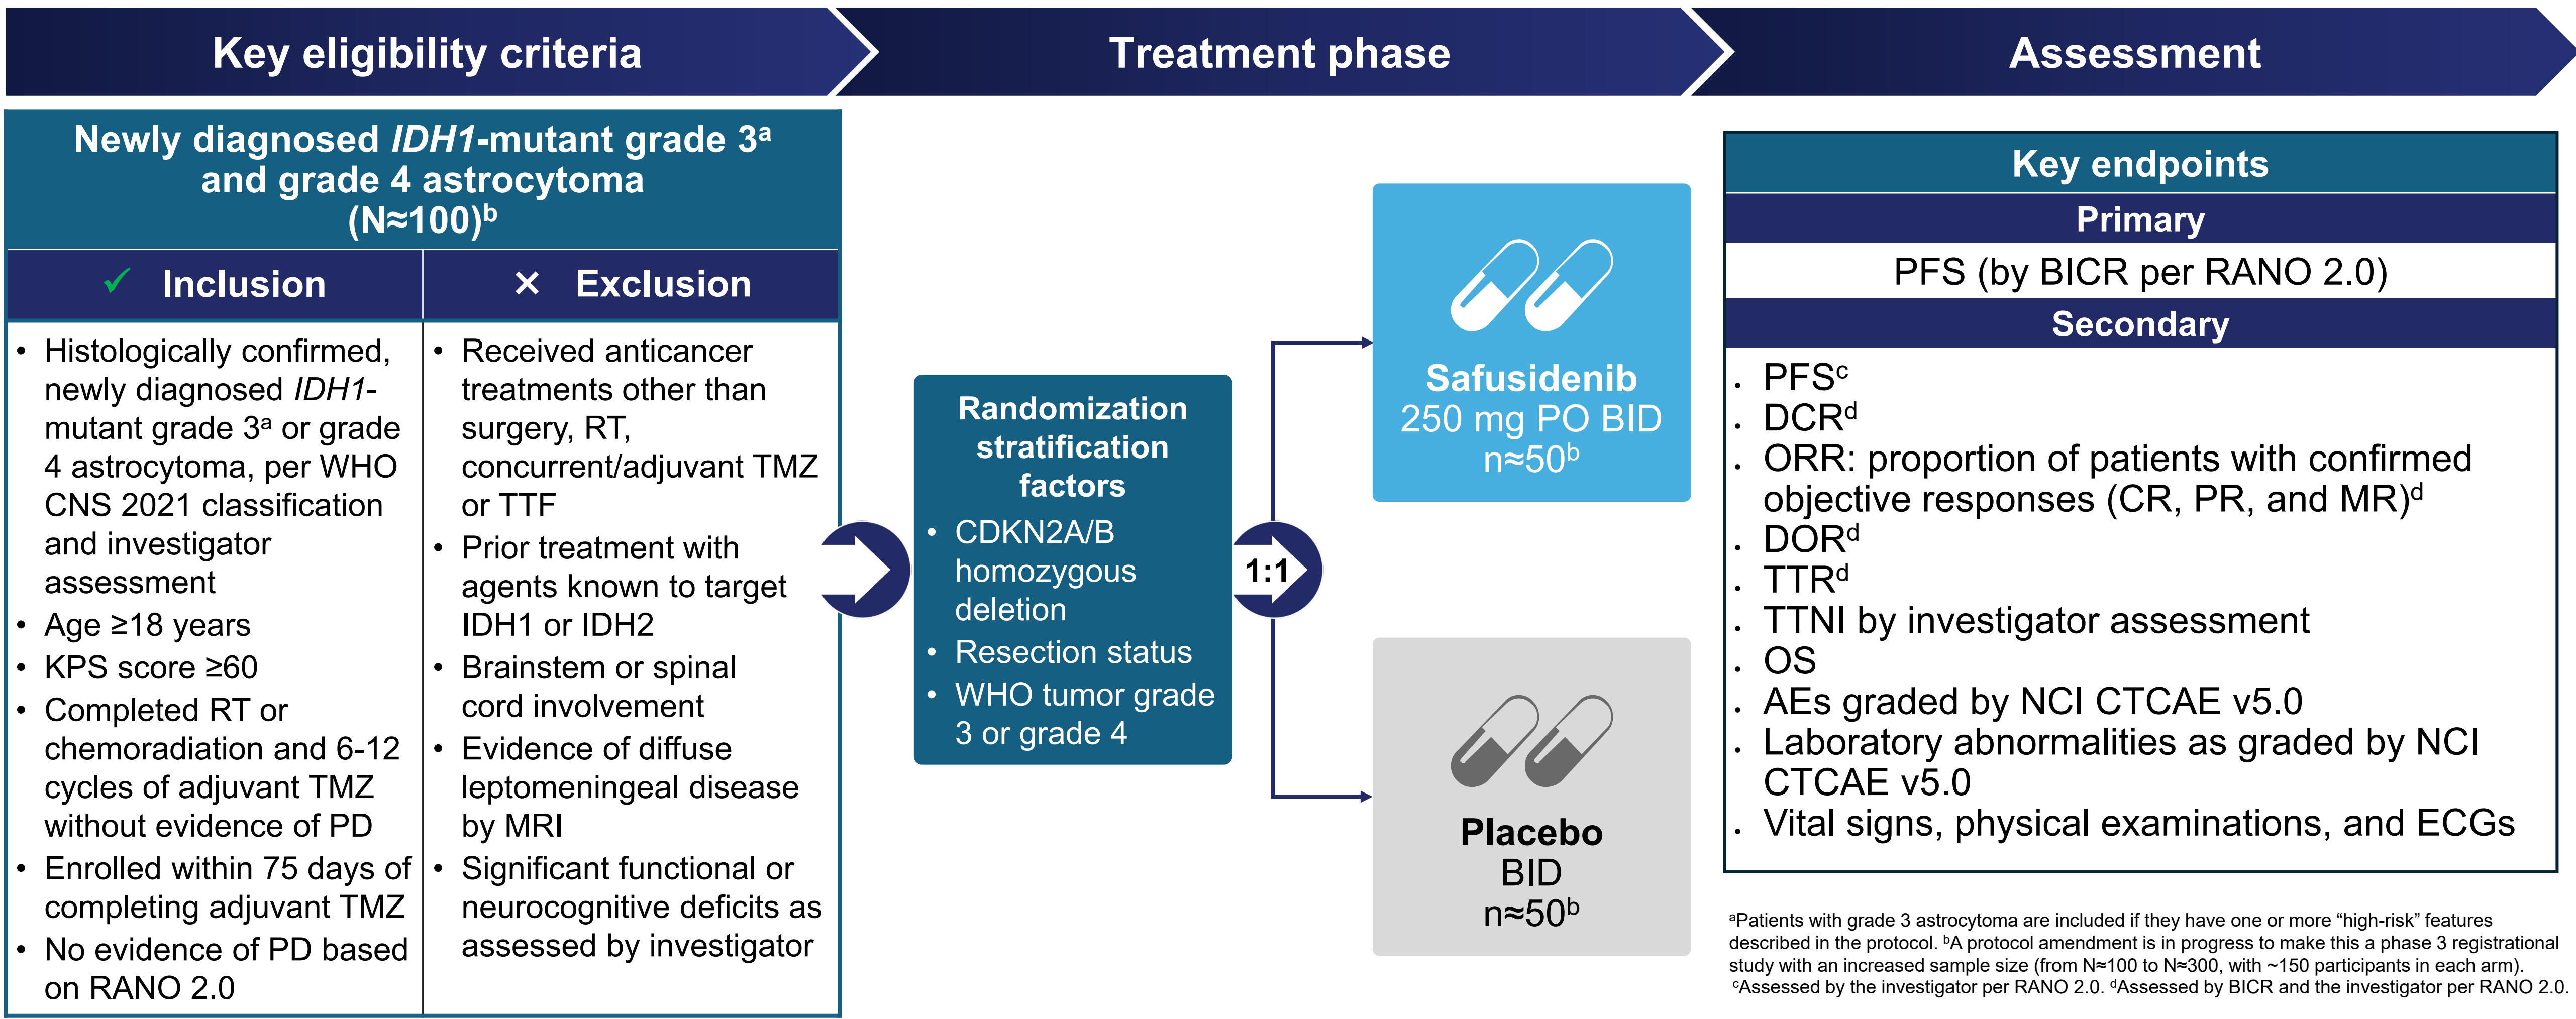 Key eligibility criteria
Treatment phase
Assessment
Newly diagnosed IDH1-mutant grade 3ᵃ
and grade 4 astrocytoma
(N≈100)ᵇ
✓ Inclusion
• Histologically confirmed,
newly diagnosed IDH1-
mutant grade 3ᵃ or grade
4 astrocytoma, per WHO
CNS 2021 classification
and investigator
assessment
• Age ≥18 years
• KPS score ≥60
• Completed RT or
chemoradiation and 6-12
cycles of adjuvant TMZ
without evidence of PD
• Enrolled within 75 days of
completing adjuvant TMZ
• No evidence of PD based
on RANO 2.0
✕ Exclusion
• Received anticancer
treatments other than
surgery, RT,
concurrent/adjuvant TMZ
or TTF
• Prior treatment with
agents known to target
IDH1 or IDH2
• Brainstem or spinal
cord involvement
• Evidence of diffuse
leptomeningeal disease
by MRI
• Significant functional or
neurocognitive deficits as
assessed by investigator
Randomization
stratification
factors
• CDKN2A/B
homozygous
deletion
• Resection status
• WHO tumor grade
3 or grade 4
1:1
Safusidenib
250 mg PO BID
n≈50ᵇ
Placebo
BID
n≈50ᵇ
Key endpoints
Primary
PFS (by BICR per RANO 2.0)
Secondary
• PFSᶜ
• DCRᵈ
• ORR: proportion of patients with confirmed
objective responses (CR, PR, and MR)ᵈ
• DORᵈ
• TTRᵈ
• TTNI by investigator assessment
• OS
• AEs graded by NCI CTCAE v5.0
• Laboratory abnormalities as graded by NCI
CTCAE v5.0
• Vital signs, physical examinations, and ECGs
ᵃPatients with grade 3 astrocytoma are included if they have one or more “high-risk” features
described in the protocol. ᵇA protocol amendment is in progress to make this a phase 3 registrational
study with an increased sample size (from N≈100 to N≈300, with ~150 participants in each arm).
ᶜAssessed by the investigator per RANO 2.0. ᵈAssessed by BICR and the investigator per RANO 2.0.